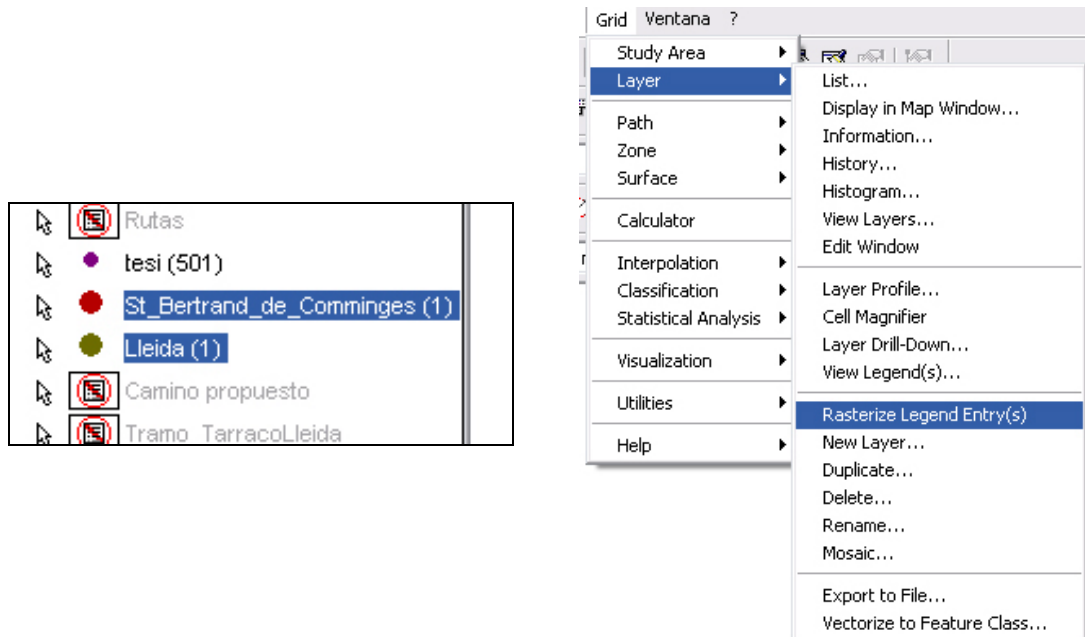 Rutas
tesi (501)
St_Bertrand_de_Comminges (1)
Lleida (1)
Camino propuesto
Tramo_TarracoLleida
Grid Ventana ?
Study Area
Layer
Path
Zone
Surface
Calculator
Interpolation
Classification
Statistical Analysis
Visualization
Utilities
Help
List...
Display in Map Window...
Information...
History...
Histogram...
View Layers...
Edit Window
Layer Profile...
Cell Magnifier
Layer Drill-Down...
View Legend(s)...
Rasterize Legend Entry(s)
New Layer...
Duplicate...
Delete...
Rename...
Mosaic...
Export to File...
Vectorize to Feature Class...